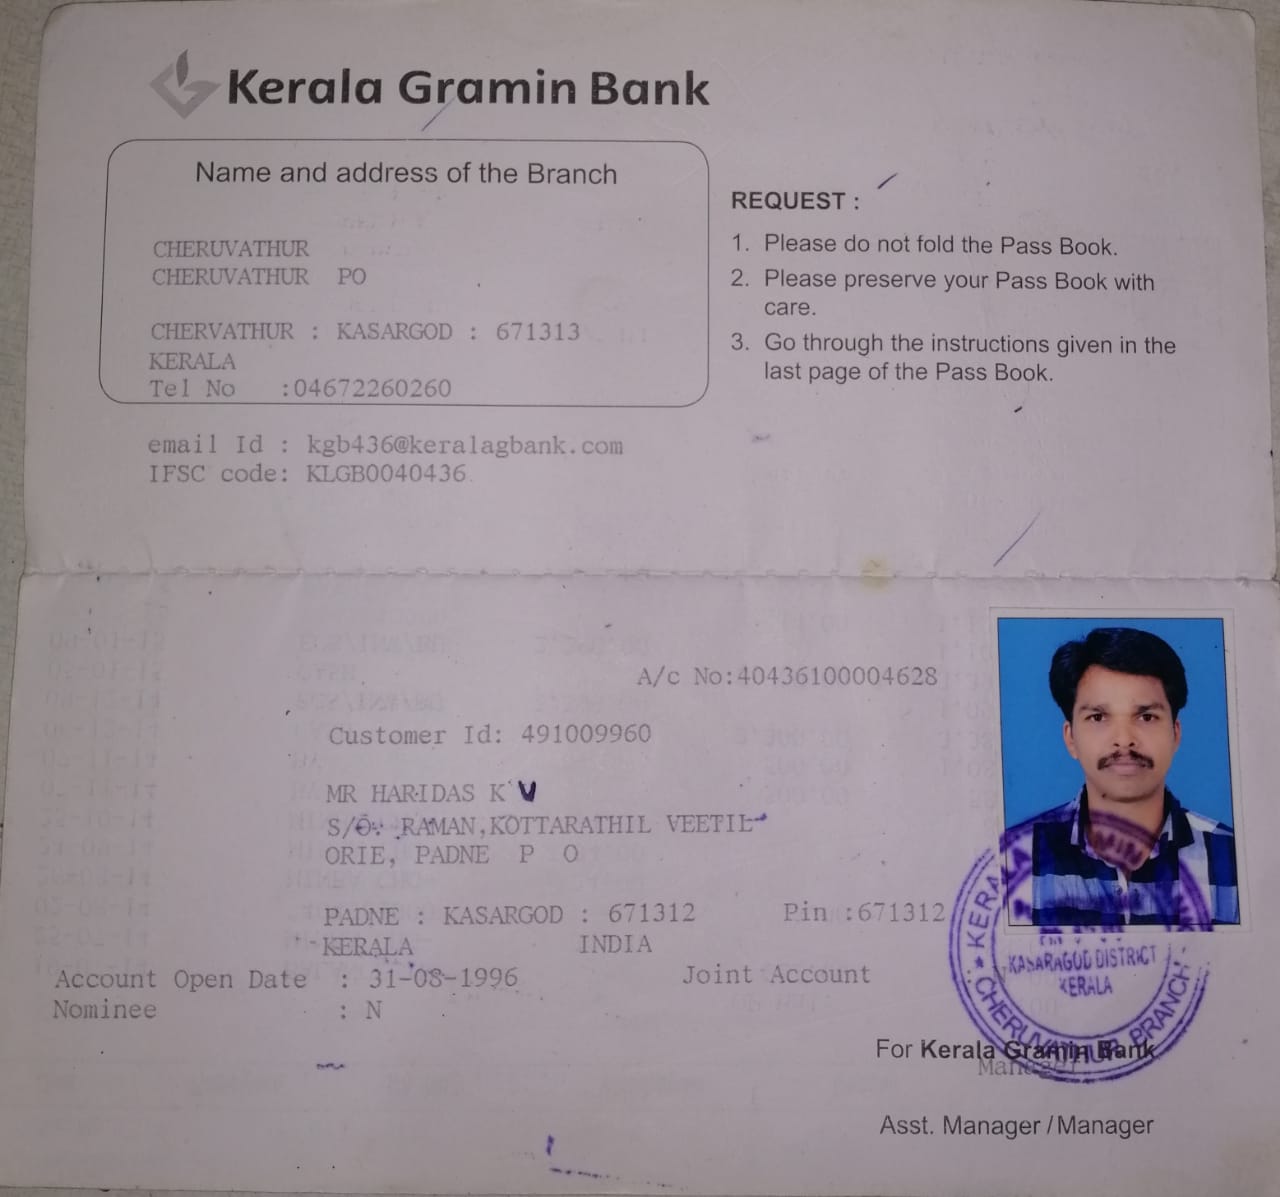 Kerala Gramin Bank
Name and address of the Branch
CHERUVATHUR
CHERUVATHUR PO
CHERVATHUR : KASARGOD : 671313
KERALA
Tel No :04672260260
email Id : kgb436@keralagbank.com
IFSC code: KLGB0040436
REQUEST :
1. Please do not fold the Pass Book.
2. Please preserve your Pass Book with
care.
3. Go through the instructions given in the
last page of the Pass Book.
A/c No:40436100004628
Customer Id: 491009960
MR HARIDAS K V
S/O: RAMAN,KOTTARATHIL VEETIL
ORIE, PADNE P O
PADNE : KASARGOD : 671312 Pin :671312
KERALA INDIA
Account Open Date : 31-08-1996 Joint Account
Nominee : N
KERALA GRAMIN
KASARAGOD DISTRICT
KERALA
CHERUVATHUR BRANCH
For Kerala Gramin Bank
Manager
Asst. Manager / Manager